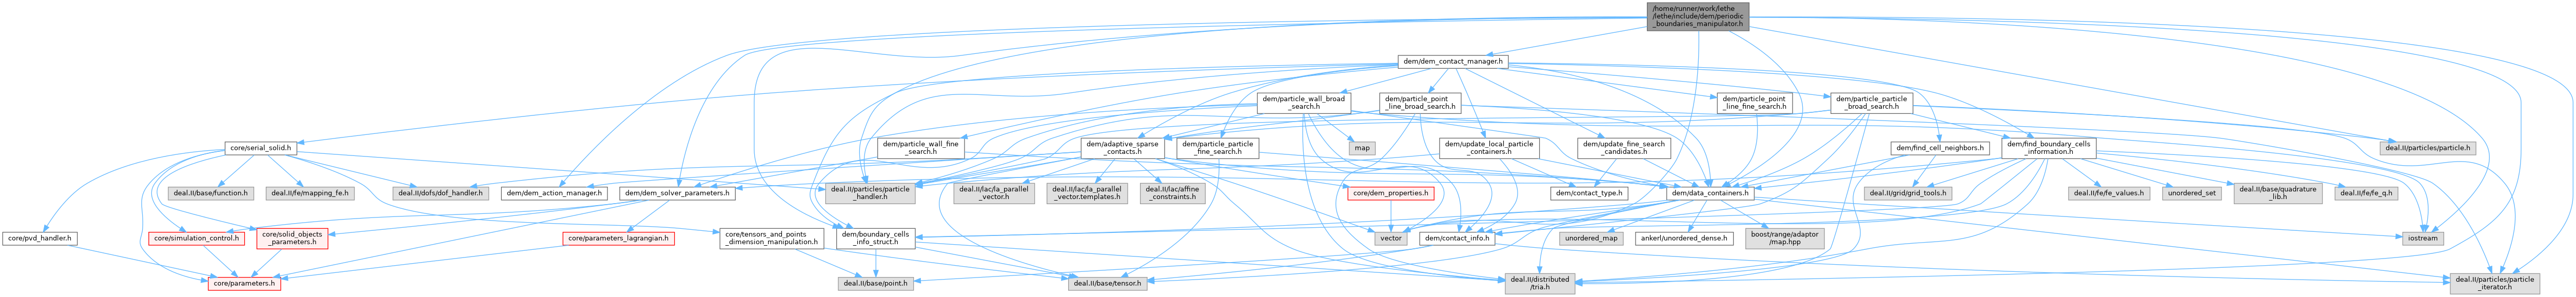 /home/runner/work/lethe
/lethe/include/dem/periodic
_boundaries_manipulator.h
dem/dem_contact_manager.h
dem/particle_wall_broad
_search.h
dem/particle_point
_line_broad_search.h
dem/particle_point
_line_fine_search.h
dem/particle_particle
_broad_search.h
core/serial_solid.h
dem/particle_wall_fine
_search.h
dem/adaptive_sparse
_contacts.h
dem/particle_particle
_fine_search.h
map
dem/update_local_particle
_containers.h
dem/update_fine_search
_candidates.h
dem/find_cell_neighbors.h
dem/find_boundary_cells
_information.h
deal.II/particles/particle.h
deal.II/base/function.h
deal.II/fe/mapping_fe.h
deal.II/dofs/dof_handler.h
dem/dem_action_manager.h
dem/dem_solver_parameters.h
deal.II/particles/particle
_handler.h
deal.II/lac/la_parallel
_vector.h
deal.II/lac/la_parallel
_vector.templates.h
deal.II/lac/affine
_constraints.h
core/dem_properties.h
dem/contact_type.h
dem/data_containers.h
deal.II/grid/grid_tools.h
deal.II/fe/fe_values.h
unordered_set
deal.II/base/quadrature
_lib.h
deal.II/fe/fe_q.h
core/pvd_handler.h
core/simulation_control.h
core/solid_objects
_parameters.h
core/parameters_lagrangian.h
core/tensors_and_points
_dimension_manipulation.h
dem/boundary_cells
_info_struct.h
vector
dem/contact_info.h
unordered_map
ankerl/unordered_dense.h
boost/range/adaptor
/map.hpp
iostream
core/parameters.h
deal.II/base/point.h
deal.II/base/tensor.h
deal.II/distributed
/tria.h
deal.II/particles/particle
_iterator.h